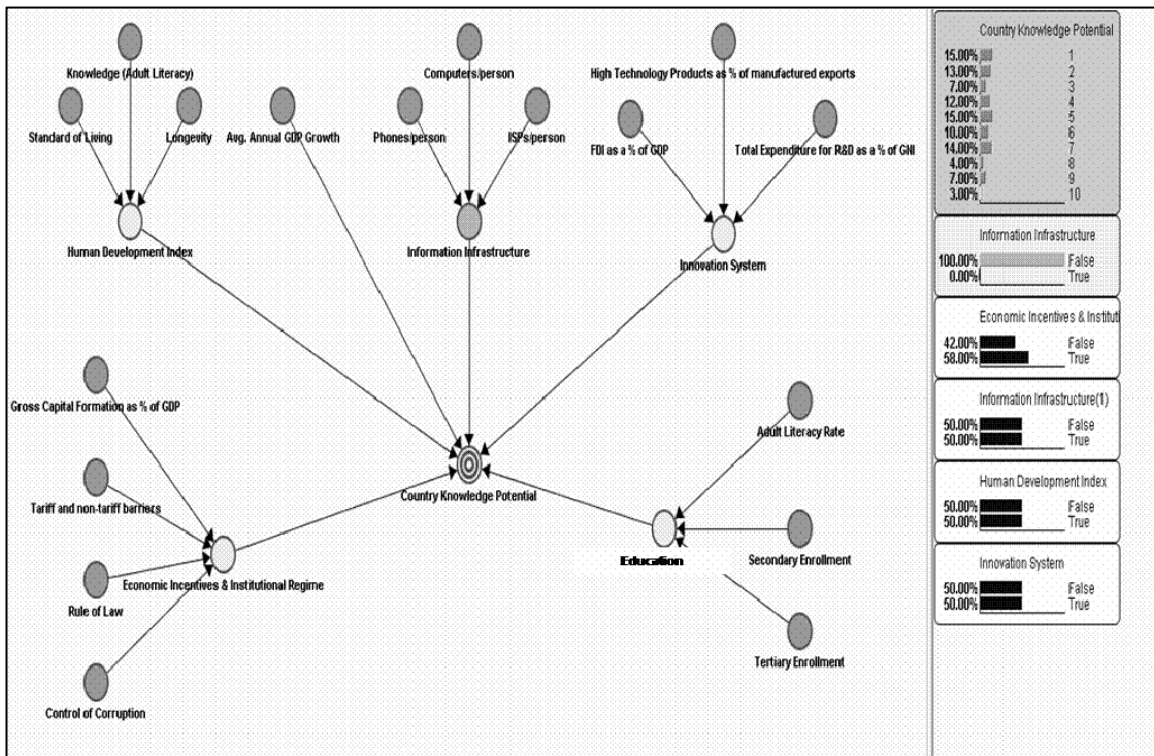 Knowledge (Adult Literacy)
Computers/person
High Technology Products as % of manufactured exports
Standard of Living
Longevity
Avg. Annual GDP Growth
Phones/person
ISPs/person
FDI as a % of GDP
Total Expenditure for R&D as a % of GNI
Human Development Index
Information Infrastructure
Innovation System
Gross Capital Formation as % of GDP
Adult Literacy Rate
Tariff and non-tariff barriers
Country Knowledge Potential
Economic Incentives & Institutional Regime
Education
Secondary Enrollment
Rule of Law
Tertiary Enrollment
Control of Corruption
Country Knowledge Potential
15.00% 1
13.00% 2
7.00% 3
12.00% 4
15.00% 5
10.00% 6
14.00% 7
4.00% 8
7.00% 9
3.00% 10
Information Infrastructure
100.00% False
0.00% True
Economic Incentives & Instituti
42.00% False
58.00% True
Information Infrastructure(1)
50.00% False
50.00% True
Human Development Index
50.00% False
50.00% True
Innovation System
50.00% False
50.00% True